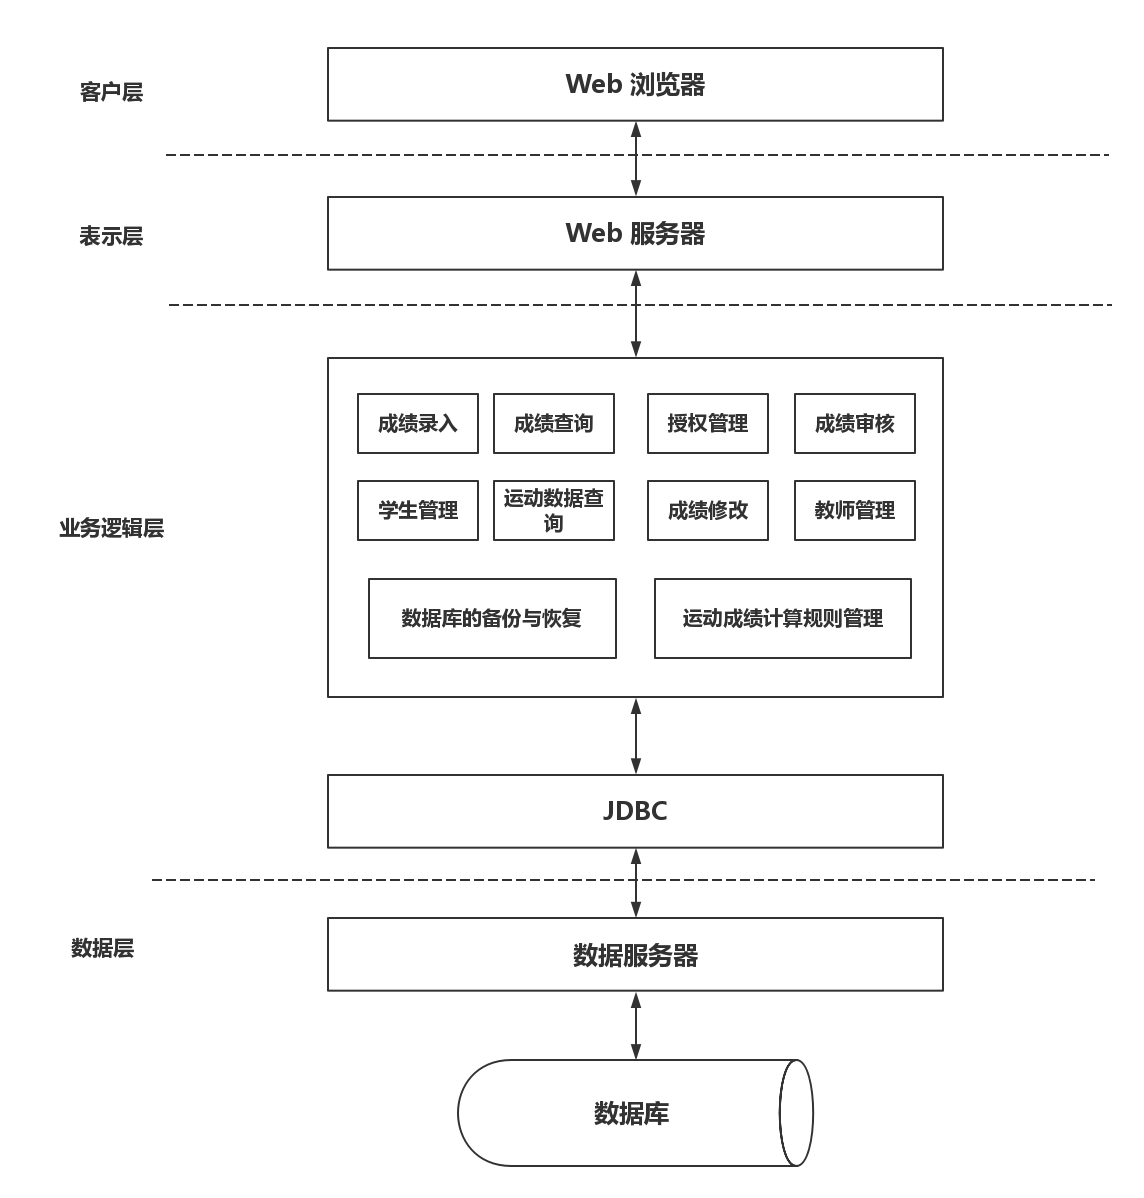 客户层
Web 浏览器
表示层
Web 服务器
业务逻辑层
成绩录入
成绩查询
授权管理
成绩审核
学生管理
运动数据查
询
成绩修改
教师管理
数据库的备份与恢复
运动成绩计算规则管理
JDBC
数据层
数据服务器
数据库